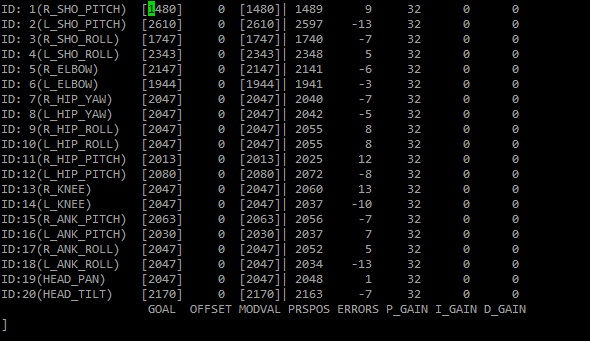 ID: 1(R_SHO_PITCH) [1480] 0 [1480]| 1489 9 32 0 0
ID: 2(L_SHO_PITCH) [2610] 0 [2610]| 2597 -13 32 0 0
ID: 3(R_SHO_ROLL) [1747] 0 [1747]| 1740 -7 32 0 0
ID: 4(L_SHO_ROLL) [2343] 0 [2343]| 2348 5 32 0 0
ID: 5(R_ELBOW) [2147] 0 [2147]| 2141 -6 32 0 0
ID: 6(L_ELBOW) [1944] 0 [1944]| 1941 -3 32 0 0
ID: 7(R_HIP_YAW) [2047] 0 [2047]| 2040 -7 32 0 0
ID: 8(L_HIP_YAW) [2047] 0 [2047]| 2042 -5 32 0 0
ID: 9(R_HIP_ROLL) [2047] 0 [2047]| 2055 8 32 0 0
ID:10(L_HIP_ROLL) [2047] 0 [2047]| 2055 8 32 0 0
ID:11(R_HIP_PITCH) [2013] 0 [2013]| 2025 12 32 0 0
ID:12(L_HIP_PITCH) [2080] 0 [2080]| 2072 -8 32 0 0
ID:13(R_KNEE) [2047] 0 [2047]| 2060 13 32 0 0
ID:14(L_KNEE) [2047] 0 [2047]| 2037 -10 32 0 0
ID:15(R_ANK_PITCH) [2063] 0 [2063]| 2056 -7 32 0 0
ID:16(L_ANK_PITCH) [2030] 0 [2030]| 2037 7 32 0 0
ID:17(R_ANK_ROLL) [2047] 0 [2047]| 2052 5 32 0 0
ID:18(L_ANK_ROLL) [2047] 0 [2047]| 2034 -13 32 0 0
ID:19(HEAD_PAN) [2047] 0 [2047]| 2048 1 32 0 0
ID:20(HEAD_TILT) [2170] 0 [2170]| 2163 -7 32 0 0
GOAL OFFSET MODVAL PRSPOS ERRORS P_GAIN I_GAIN D_GAIN
]